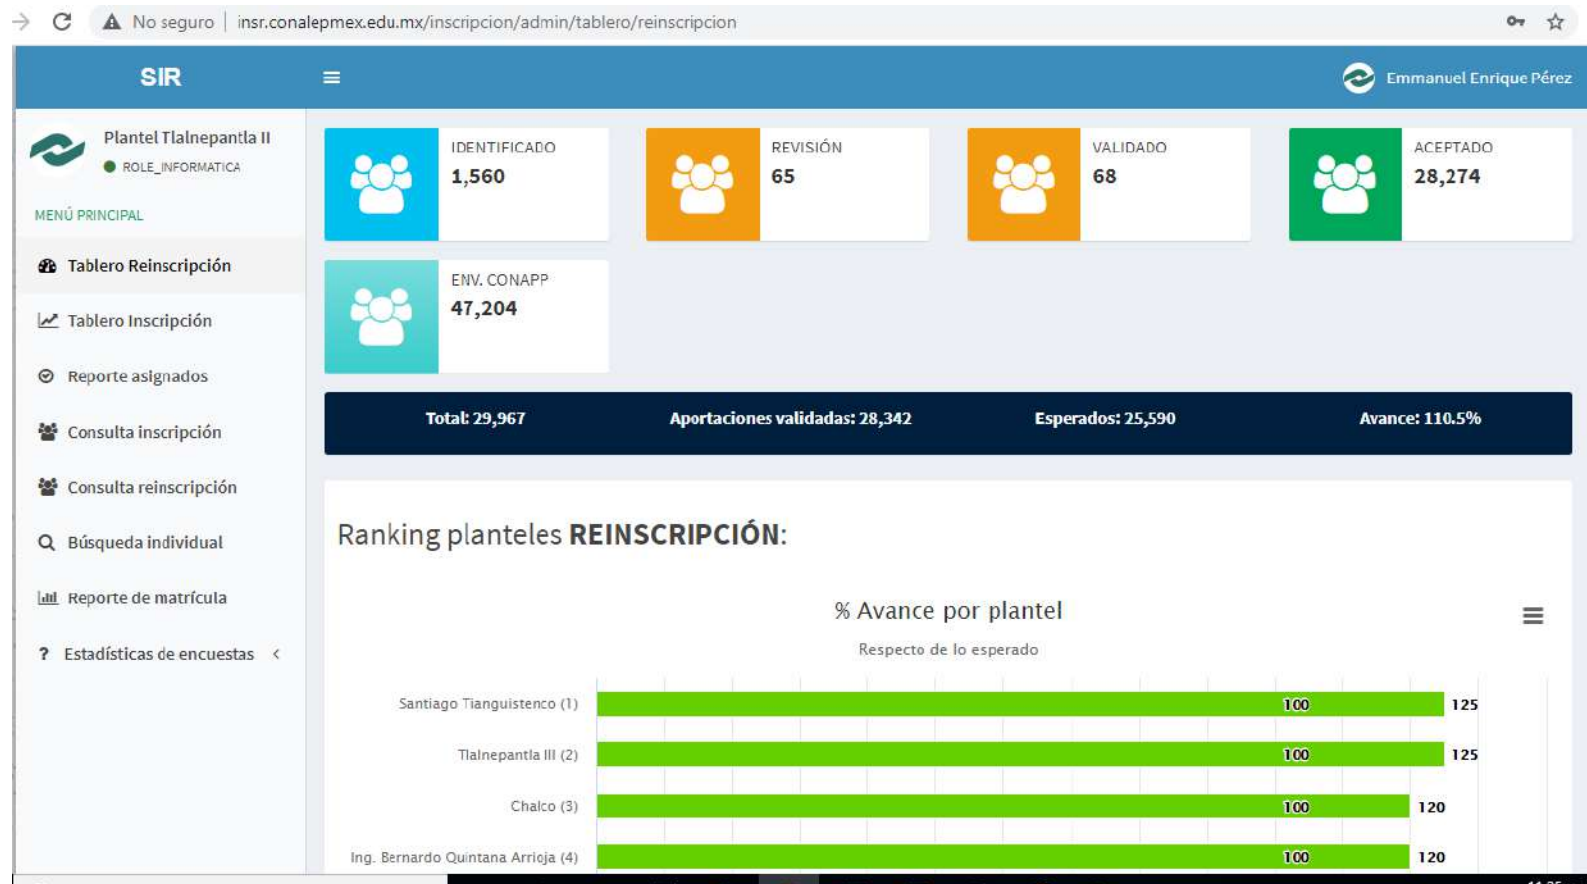 No seguro | insr.conalepmex.edu.mx/inscripcion/admin/tablero/reinscripcion
SIR
Emmanuel Enrique Pérez
Plantel Tlalnepantla II
ROLE_INFORMATICA
MENÚ PRINCIPAL
Tablero Reinscripción
Tablero Inscripción
Reporte asignados
Consulta inscripción
Consulta reinscripción
Búsqueda individual
Reporte de matrícula
? Estadísticas de encuestas <
IDENTIFICADO
1,560
REVISIÓN
65
VALIDADO
68
ACEPTADO
28,274
ENV. CONAPP
47,204
Total: 29,967 Aportaciones validadas: 28,342 Esperados: 25,590 Avance: 110.5%
Ranking planteles REINSCRIPCIÓN:
% Avance por plantel
Respecto de lo esperado
Santiago Tianguistenco (1) 100 125
Tlalnepantla III (2) 100 125
Chalco (3) 100 120
Ing. Bernardo Quintana Arrioja (4) 100 120